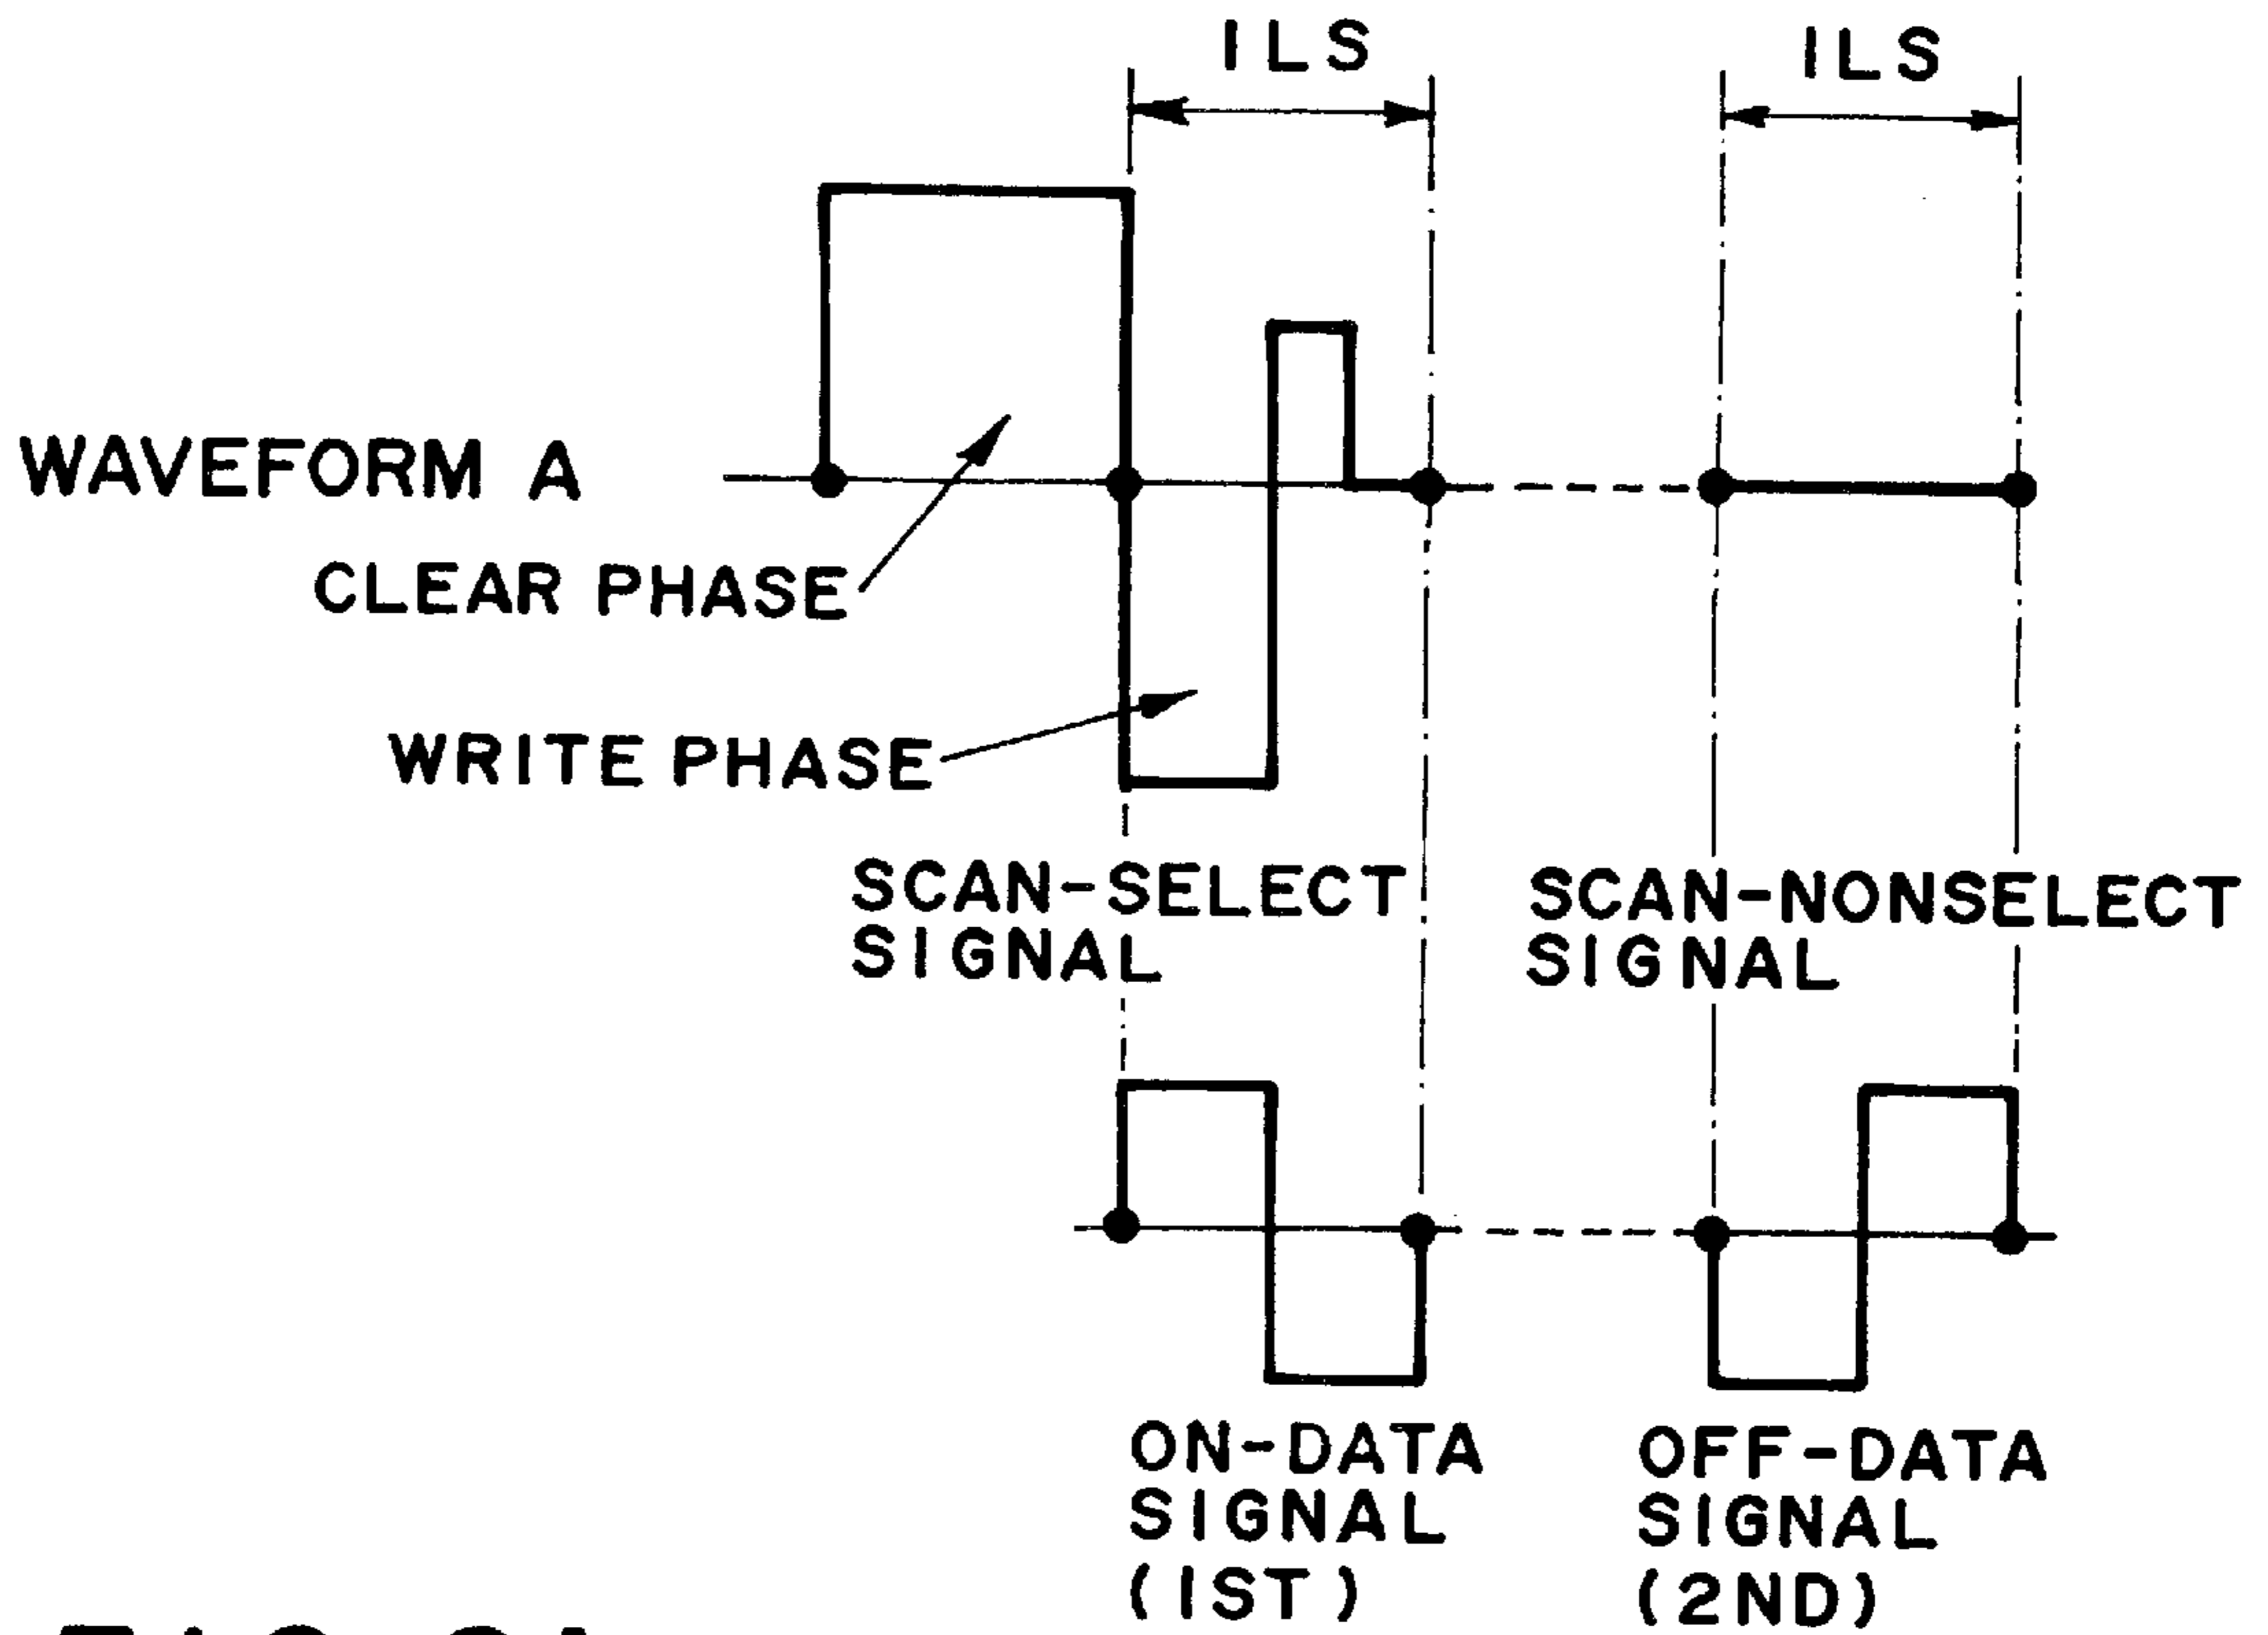 ILS
ILS
WAVEFORM A
CLEAR PHASE
WRITE PHASE
SCAN-SELECT
SIGNAL
SCAN-NONSELECT
SIGNAL
ON-DATA
SIGNAL
(1ST)
OFF-DATA
SIGNAL
(2ND)